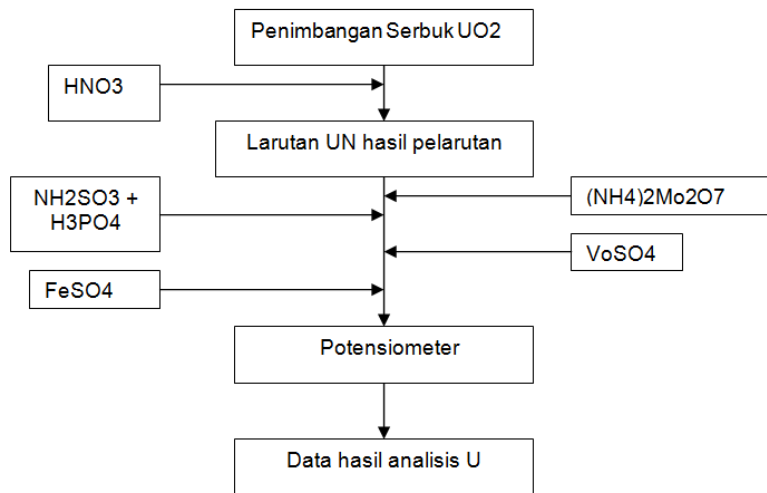 Penimbangan Serbuk UO2
HNO3
Larutan UN hasil pelarutan
NH2SO3 +
H3PO4
(NH4)2Mo2O7
VoSO4
FeSO4
Potensiometer
Data hasil analisis U